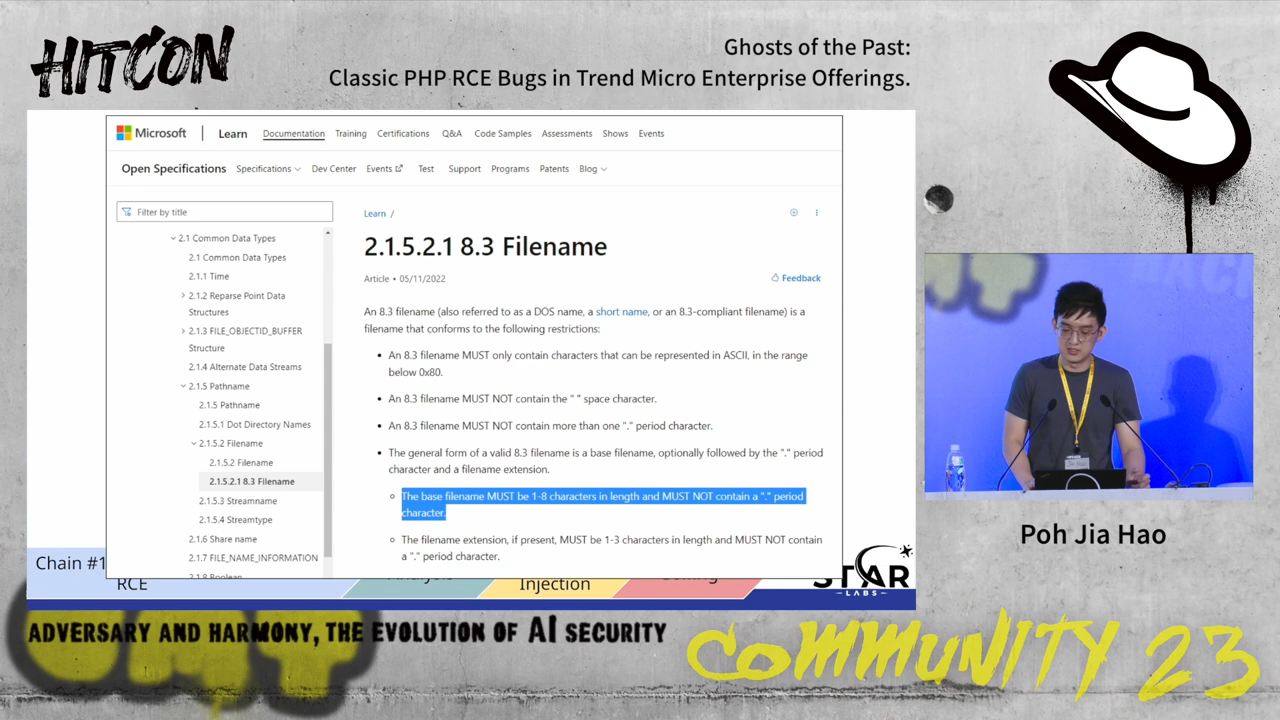 HITCON
Ghosts of the Past:
Classic PHP RCE Bugs in Trend Micro Enterprise Offerings.
Microsoft | Learn Documentation Training Certifications Q&A Code Samples Assessments Shows Events
Open Specifications Specifications Dev Center Events Test Support Programs Patents Blog
Filter by title
2.1 Common Data Types
2.1 Common Data Types
2.1.1 Time
2.1.2 Reparse Point Data
Structures
2.1.3 FILE_OBJECTID_BUFFER
Structure
2.1.4 Alternate Data Streams
2.1.5 Pathname
2.1.5 Pathname
2.1.5.1 Dot Directory Names
2.1.5.2 Filename
2.1.5.2 Filename
2.1.5.2.1 8.3 Filename
2.1.5.3 Streamname
2.1.5.4 Streamtype
2.1.6 Share name
2.1.7 FILE_NAME_INFORMATION
2.1.8 Boolean
Learn /
2.1.5.2.1 8.3 Filename
Article • 05/11/2022
Feedback
An 8.3 filename (also referred to as a DOS name, a short name, or an 8.3-compliant filename) is a
filename that conforms to the following restrictions:
• An 8.3 filename MUST only contain characters that can be represented in ASCII, in the range
below 0x80.
• An 8.3 filename MUST NOT contain the " " space character.
• An 8.3 filename MUST NOT contain more than one "." period character.
• The general form of a valid 8.3 filename is a base filename, optionally followed by the "." period
character and a filename extension.
○ The base filename MUST be 1-8 characters in length and MUST NOT contain a "." period
character.
○ The filename extension, if present, MUST be 1-3 characters in length and MUST NOT contain
a "." period character.
Chain #1
RCE
Injection
STAR
LABS
Poh Jia Hao
ADVERSARY AND HARMONY, THE EVOLUTION OF AI SECURITY
COMMUNITY 23